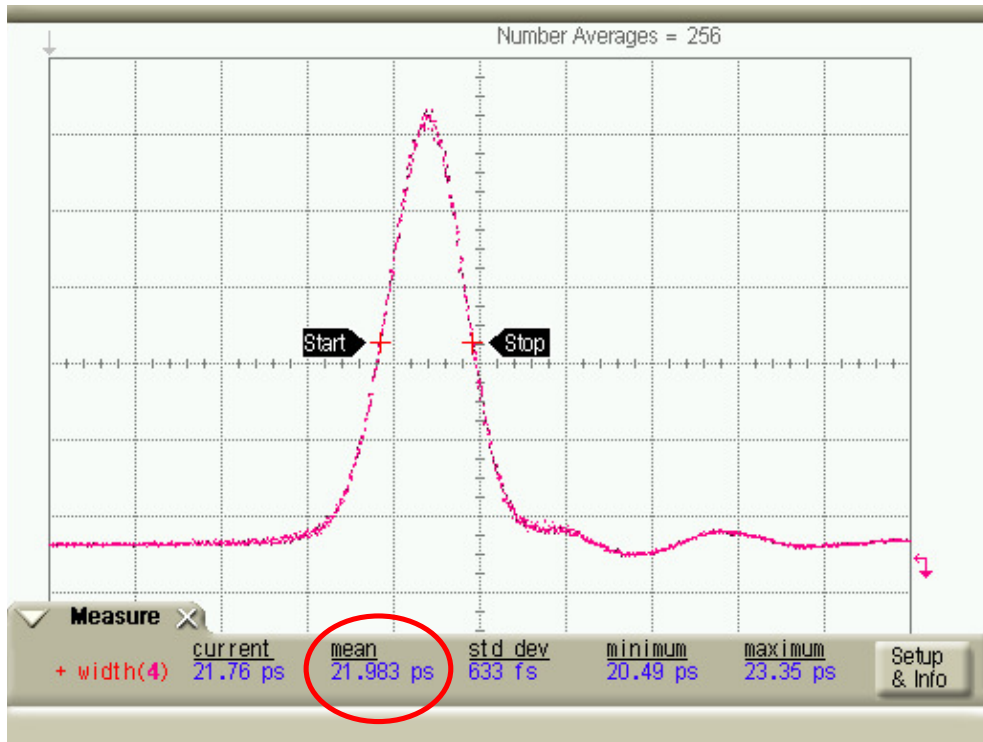 Number Averages = 256
Start
Stop
Measure
current mean std dev minimum maximum
+ width(4) 21.76 ps 21.983 ps 633 fs 20.49 ps 23.35 ps
Setup
& Info